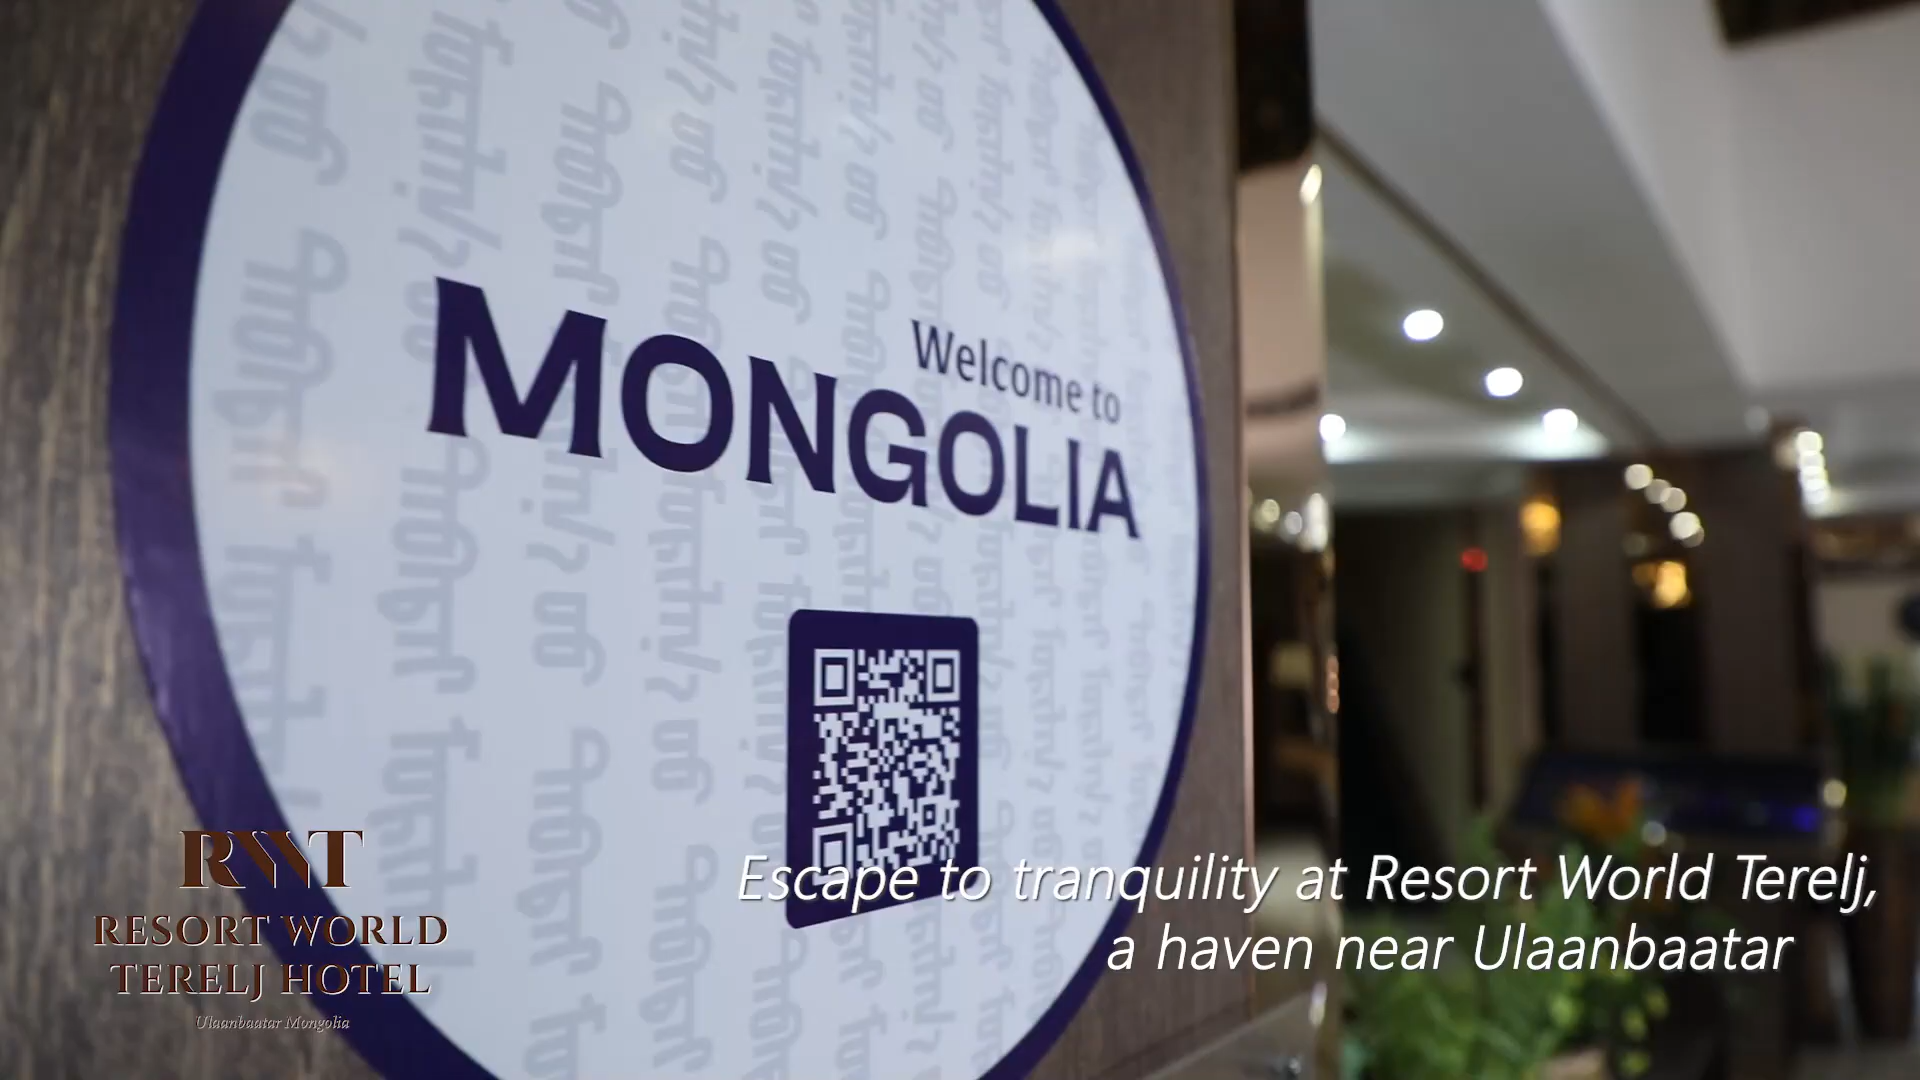 Welcome to
MONGOLIA
RWT
RESORT WORLD
TERELJ HOTEL
Ulaanbaatar Mongolia
Escape to tranquility at Resort World Terelj,
a haven near Ulaanbaatar